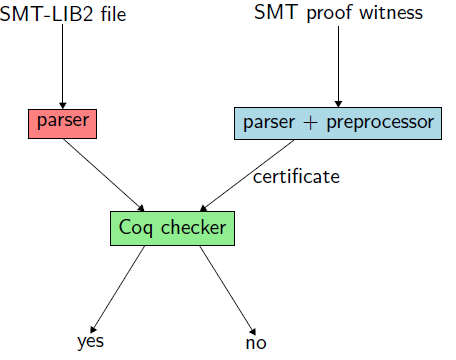 SMT-LIB2 file
SMT proof witness
parser
parser + preprocessor
certificate
Coq checker
yes
no